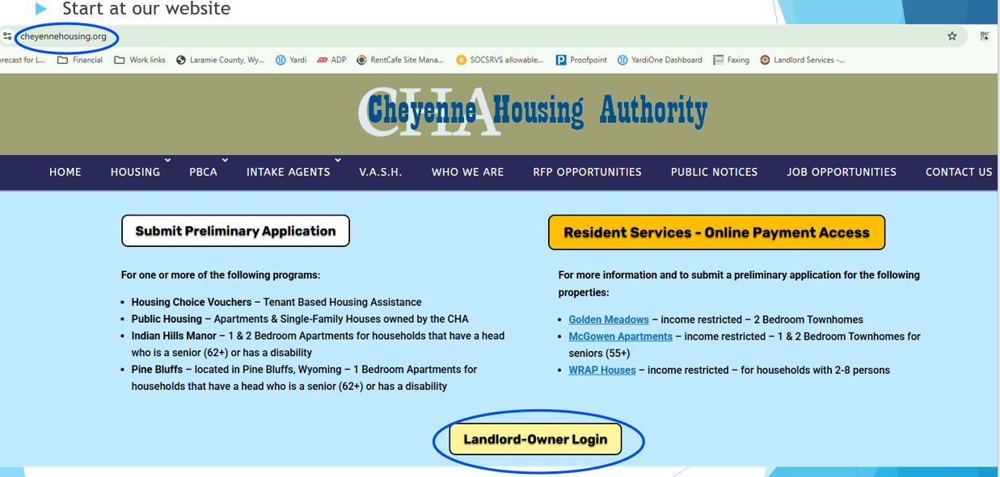 Start at our website
cheyennehousing.org
Financial Work links Laramie County, Wy... Yardi ADP RentCafe Site Mana... SOCSRVS allowable... Proofpoint YardiOne Dashboard Faxing Landlord Services -...
CHA
Cheyenne Housing Authority
HOME HOUSING PBCA INTAKE AGENTS V.A.S.H. WHO WE ARE RFP OPPORTUNITIES PUBLIC NOTICES JOB OPPORTUNITIES CONTACT US
Submit Preliminary Application
For one or more of the following programs:
• Housing Choice Vouchers – Tenant Based Housing Assistance
• Public Housing – Apartments & Single-Family Houses owned by the CHA
• Indian Hills Manor – 1 & 2 Bedroom Apartments for households that have a head
who is a senior (62+) or has a disability
• Pine Bluffs – located in Pine Bluffs, Wyoming – 1 Bedroom Apartments for
households that have a head who is a senior (62+) or has a disability
Resident Services - Online Payment Access
For more information and to submit a preliminary application for the following
properties:
• Golden Meadows – income restricted – 2 Bedroom Townhomes
• McGowen Apartments – income restricted – 1 & 2 Bedroom Townhomes for
seniors (55+)
• WRAP Houses – income restricted – for households with 2-8 persons
Landlord-Owner Login